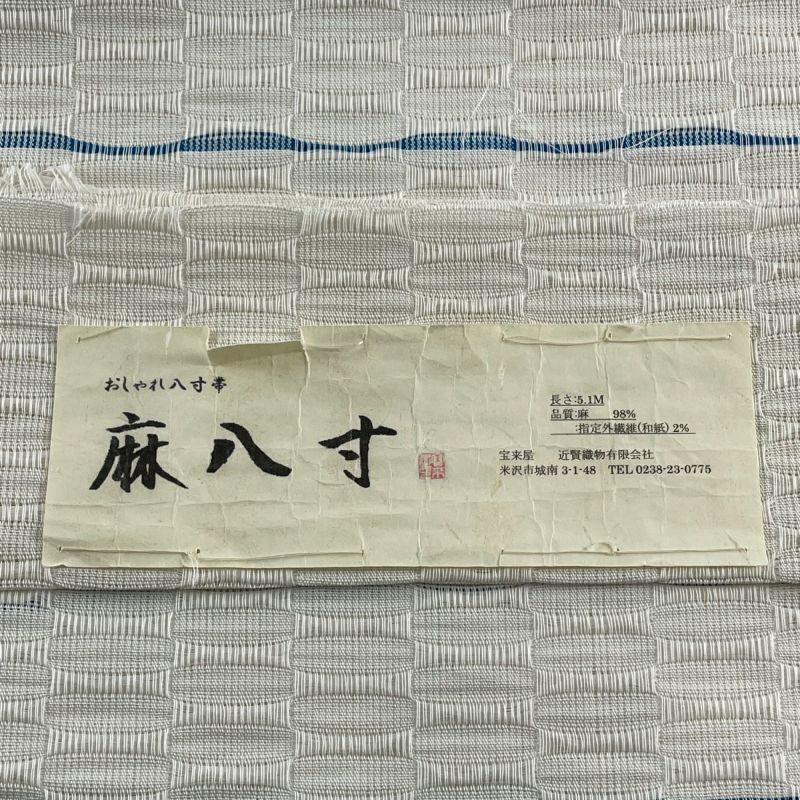 おしゃれ八寸帯
麻八寸
長さ:5.1M
品質:麻 98%
:指定外繊維(和紙) 2%
宝来屋 近賢織物有限会社
米沢市城南 3-1-48 TEL 0238-23-0775